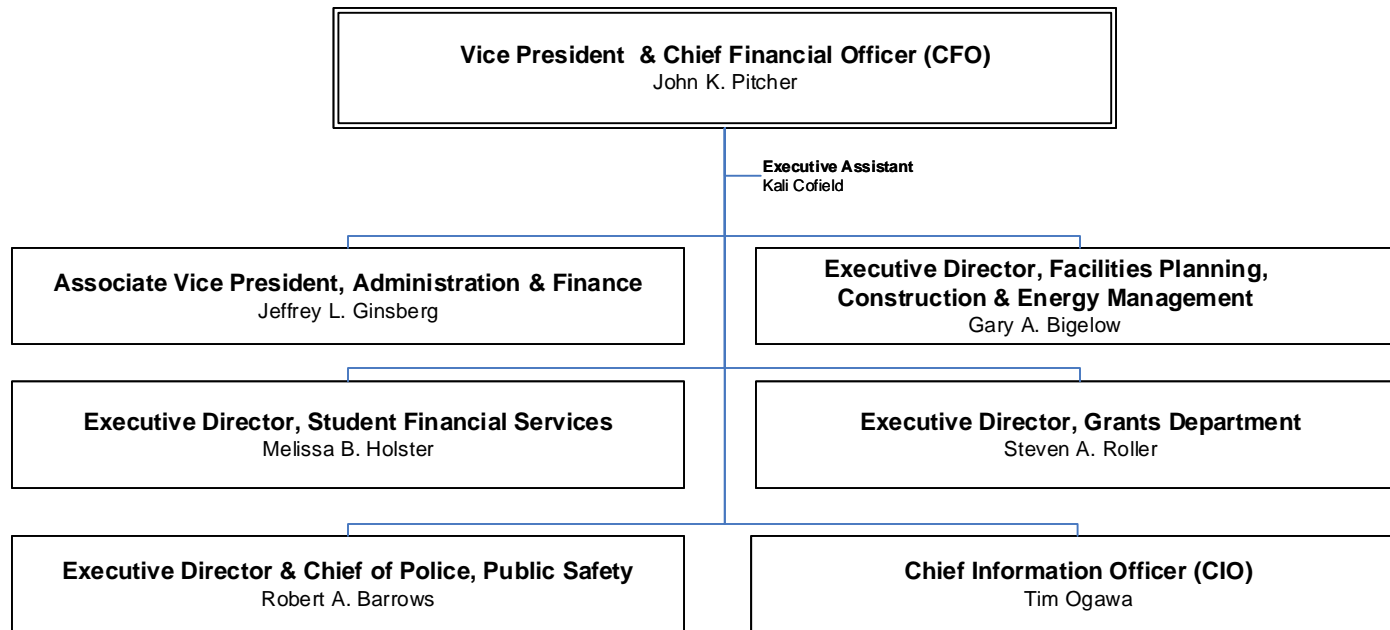 Vice President & Chief Financial Officer (CFO)
John K. Pitcher
Executive Assistant
Kali Cofield
Associate Vice President, Administration & Finance
Jeffrey L. Ginsberg
Executive Director, Facilities Planning,
Construction & Energy Management
Gary A. Bigelow
Executive Director, Student Financial Services
Melissa B. Holster
Executive Director, Grants Department
Steven A. Roller
Executive Director & Chief of Police, Public Safety
Robert A. Barrows
Chief Information Officer (CIO)
Tim Ogawa